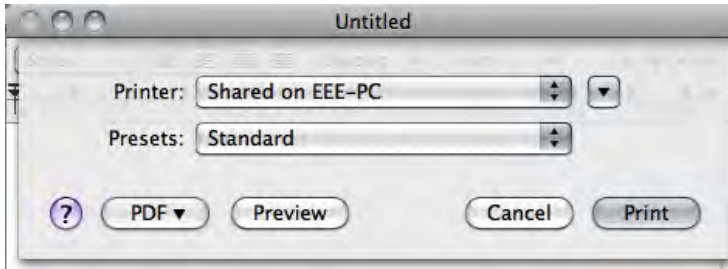 Untitled
Printer: Shared on EEE-PC
Presets: Standard
? PDF ▼ Preview Cancel Print